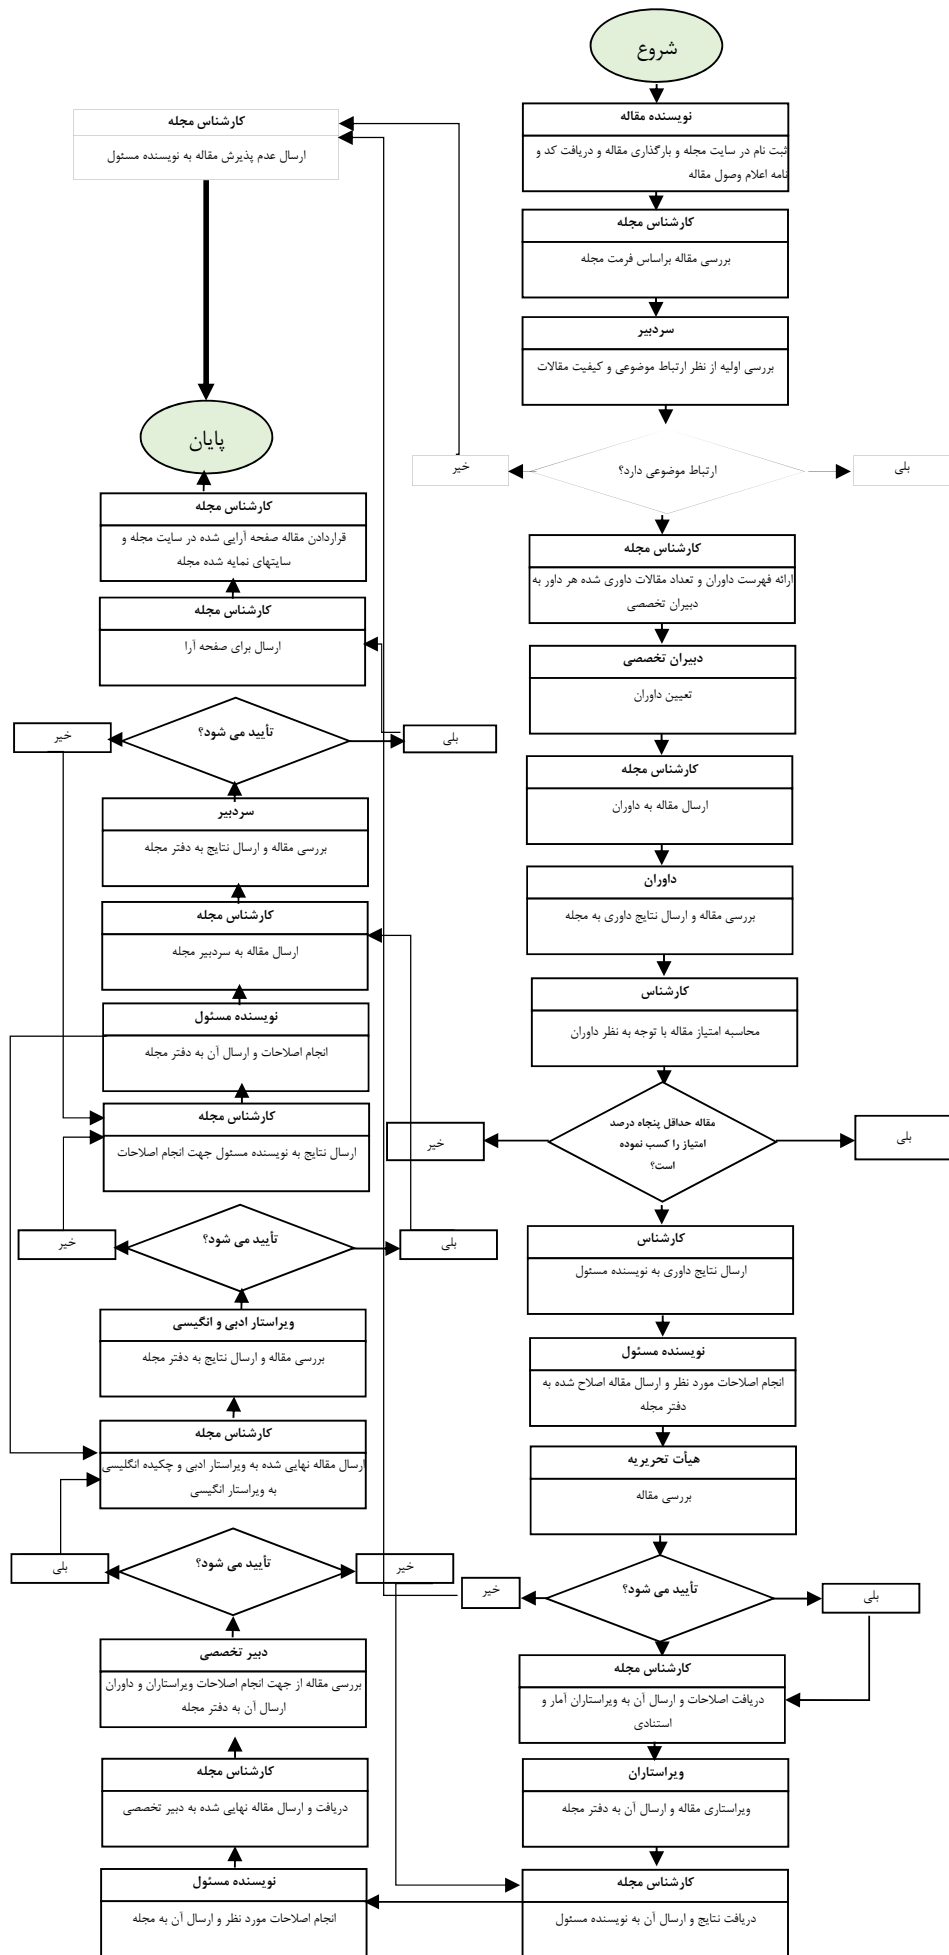 شروع
نویسنده مقاله
ثبت نام در سایت مجله و بارگذاری مقاله و دریافت کد و
نامه اعلام وصول مقاله
کارشناس مجله
بررسی مقاله براساس فرمت مجله
سردبیر
بررسی اولیه از نظر ارتباط موضوعی و کیفیت مقالات
ارتباط موضوعی دارد؟
بلی
خیر
کارشناس مجله
ارائه فهرست داوران و تعداد مقالات داوری شده هر داور به
دبیران تخصصی
دبیران تخصصی
تعیین داوران
کارشناس مجله
ارسال مقاله به داوران
داوران
بررسی مقاله و ارسال نتایج داوری به مجله
کارشناس
محاسبه امتیاز مقاله با توجه به نظر داوران
مقاله حداقل پنجاه درصد
امتیاز را کسب نموده
است؟
بلی
خیر
کارشناس
ارسال نتایج داوری به نویسنده مسئول
نویسنده مسئول
انجام اصلاحات مورد نظر و ارسال مقاله اصلاح شده به
دفتر مجله
هیأت تحریریه
بررسی مقاله
تأیید می شود؟
بلی
خیر
کارشناس مجله
دریافت اصلاحات و ارسال آن به ویراستاران آمار و
استنادی
ویراستاران
ویراستاری مقاله و ارسال آن به دفتر مجله
کارشناس مجله
دریافت نتایج و ارسال آن به نویسنده مسئول
نویسنده مسئول
انجام اصلاحات مورد نظر و ارسال آن به مجله
کارشناس مجله
دریافت و ارسال مقاله نهایی شده به دبیر تخصصی
دبیر تخصصی
بررسی مقاله از جهت انجام اصلاحات ویراستاران و داوران
ارسال آن به دفتر مجله
تأیید می شود؟
خیر
بلی
کارشناس مجله
ارسال مقاله نهایی شده به ویراستار ادبی و چکیده انگلیسی
به ویراستار انگیسی
ویراستار ادبی و انگیسی
بررسی مقاله و ارسال نتایج به دفتر مجله
تأیید می شود؟
بلی
خیر
کارشناس مجله
ارسال نتایج به نویسنده مسئول جهت انجام اصلاحات
نویسنده مسئول
انجام اصلاحات و ارسال آن به دفتر مجله
کارشناس مجله
ارسال مقاله به سردبیر مجله
سردبیر
بررسی مقاله و ارسال نتایج به دفتر مجله
تأیید می شود؟
بلی
خیر
کارشناس مجله
ارسال برای صفحه آرا
کارشناس مجله
قراردادن مقاله صفحه آرایی شده در سایت مجله و
سایتهای نمایه شده مجله
پایان
کارشناس مجله
ارسال عدم پذیرش مقاله به نویسنده مسئول